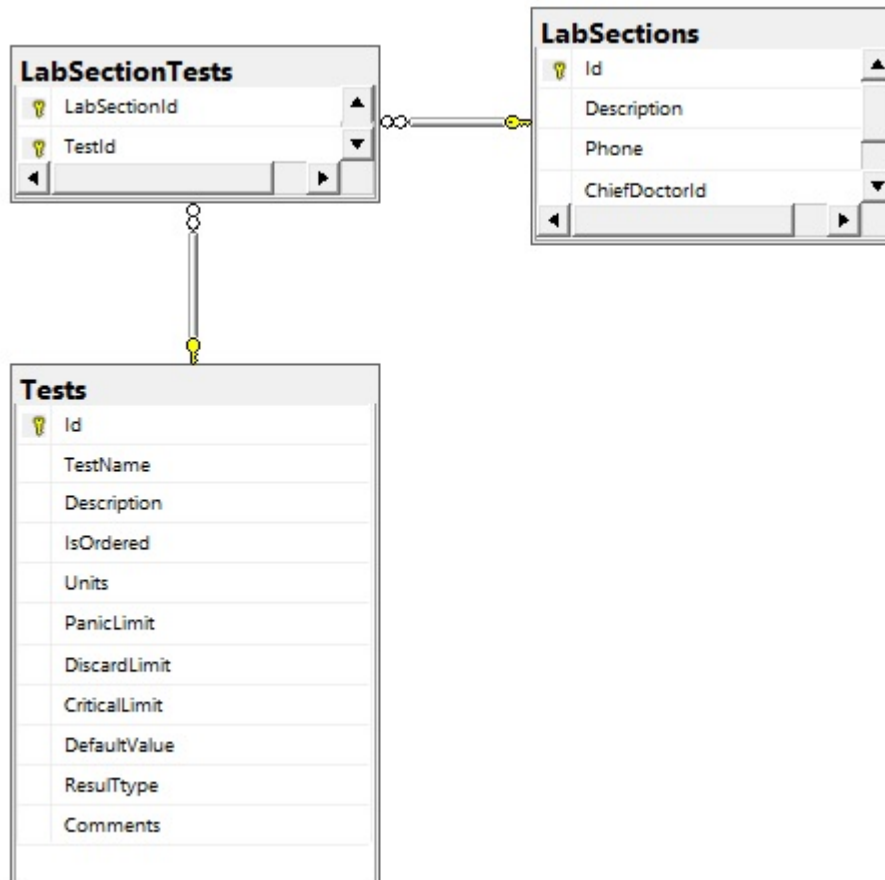 LabSectionTests
LabSectionId
TestId
LabSections
Id
Description
Phone
ChiefDoctorId
Tests
Id
TestName
Description
IsOrdered
Units
PanicLimit
DiscardLimit
CriticalLimit
DefaultValue
ResulTtype
Comments